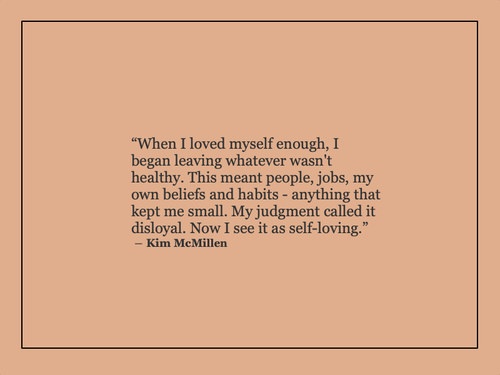 “When I loved myself enough, I
began leaving whatever wasn't
healthy. This meant people, jobs, my
own beliefs and habits - anything that
kept me small. My judgment called it
disloyal. Now I see it as self-loving.”
— Kim McMillen